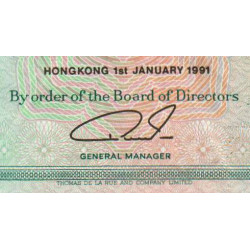 HONGKONG 1st JANUARY 1991
By order of the Board of Directors
GENERAL MANAGER
THOMAS DE LA RUE AND COMPANY LIMITED